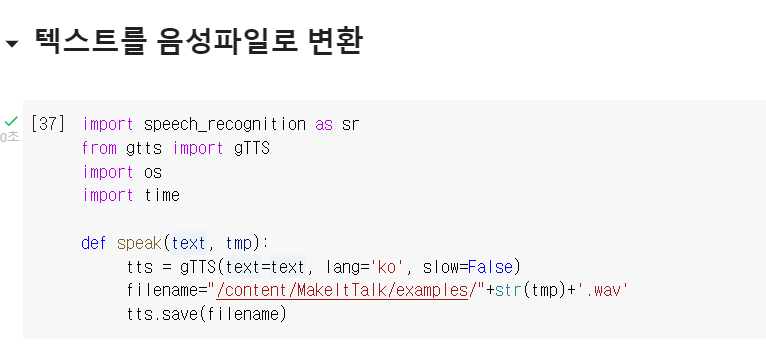 텍스트를 음성파일로 변환
[37] import speech_recognition as sr
0초 from gtts import gTTS
import os
import time
def speak(text, tmp):
tts = gTTS(text=text, lang='ko', slow=False)
filename="/content/MakeItTalk/examples/"+str(tmp)+'.wav'
tts.save(filename)